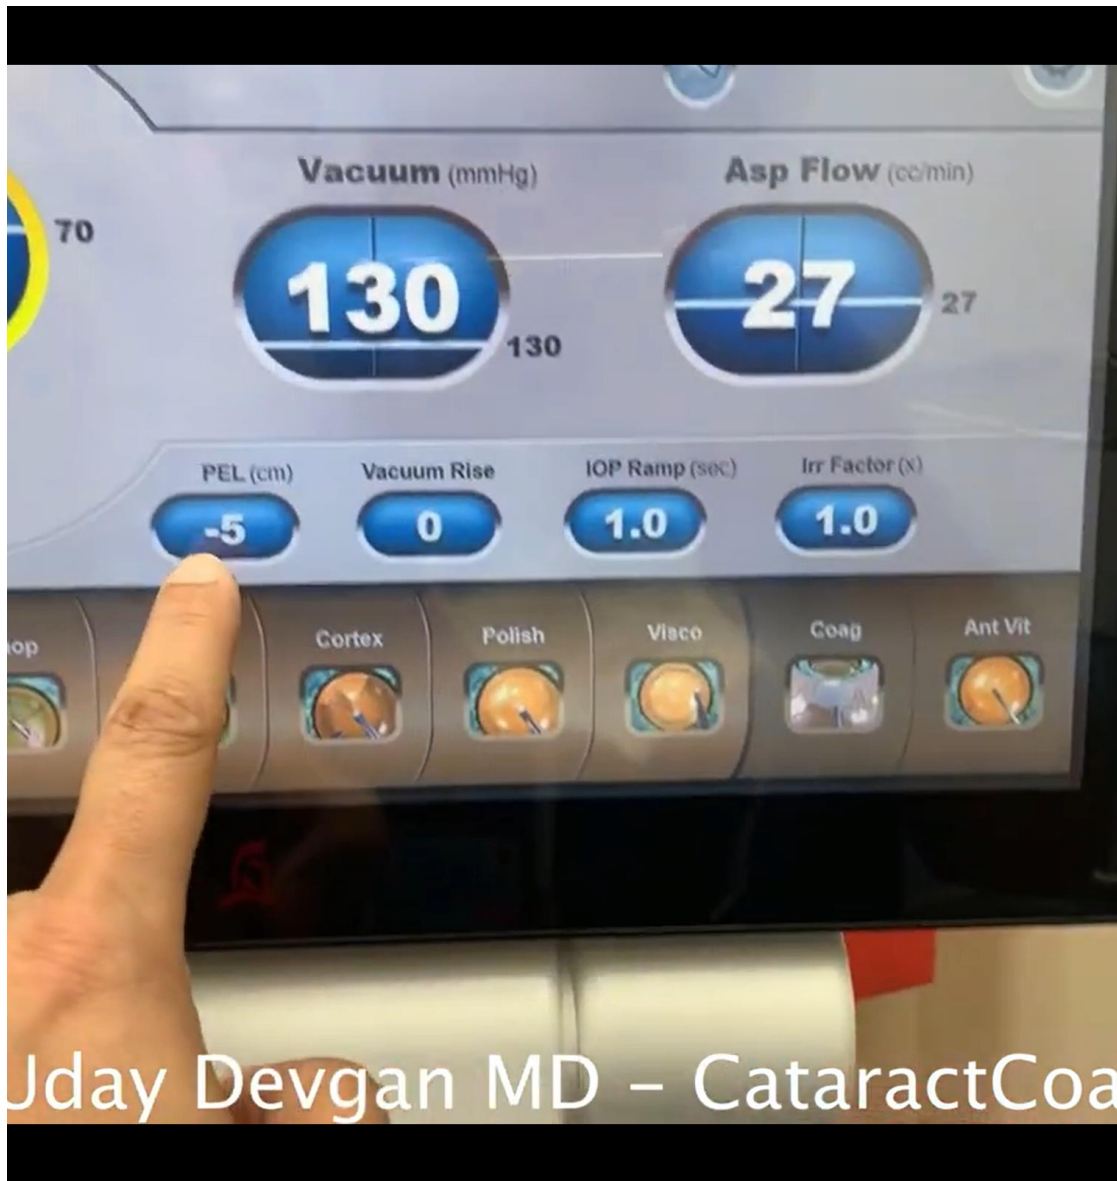 Vacuum (mmHg)
Asp Flow (cc/min)
70
130
130
27
27
PEL (cm)
Vacuum Rise
IOP Ramp (sec)
Irr Factor (x)
-5
0
1.0
1.0
op
Cortex
Polish
Visco
Coag
Ant Vit
Uday Devgan MD – CataractCoa